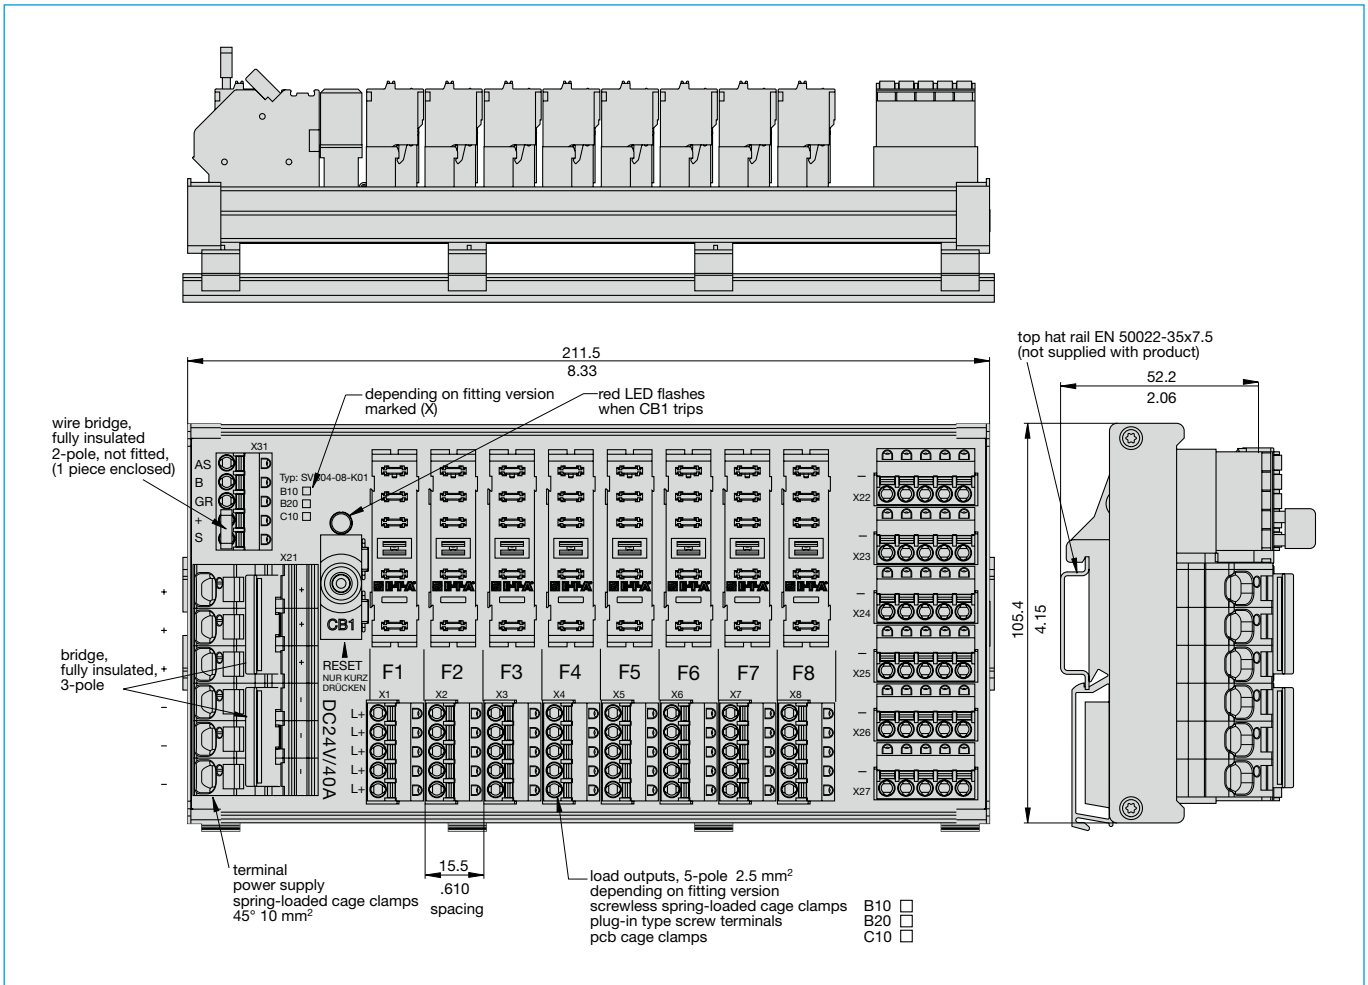 211.5
8.33
top hat rail EN 50022-35x7.5
(not supplied with product)
52.2
2.06
depending on fitting version
marked (X)
red LED flashes
when CB1 trips
wire bridge,
fully insulated
2-pole, not fitted,
(1 piece enclosed)
X31
AS
B
GR
+
S
Typ: SVB04-08-K01
B10
B20
C10
X21
+
+
+
-
-
-
+
+
+
-
-
-
bridge,
fully insulated,
3-pole
CB1
RESET
NUR KURZ
DRÜCKEN
DC24V/40A
E-T-A
E-T-A
E-T-A
E-T-A
E-T-A
E-T-A
E-T-A
E-T-A
F1 F2 F3 F4 F5 F6 F7 F8
X1 X2 X3 X4 X5 X6 X7 X8
L+
L+
L+
L+
L+
-
X22
-
X23
-
X24
-
X25
-
X26
-
X27
105.4
4.15
terminal
power supply
spring-loaded cage clamps
45° 10 mm²
15.5
.610
spacing
load outputs, 5-pole 2.5 mm²
depending on fitting version
screwless spring-loaded cage clamps B10
plug-in type screw terminals B20
pcb cage clamps C10